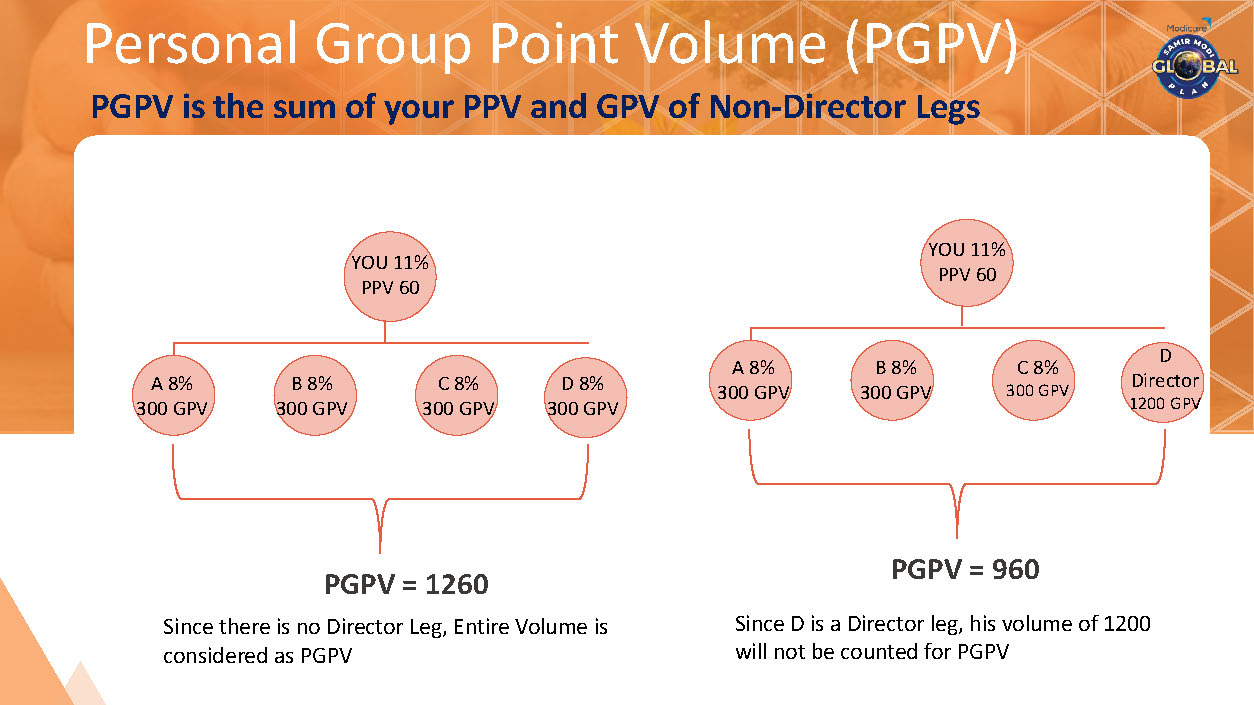 Personal Group Point Volume (PGPV)
Modicare
SAMIR MODI
GLOBAL
PLAN
PGPV is the sum of your PPV and GPV of Non-Director Legs
YOU 11%
PPV 60
A 8%
300 GPV
B 8%
300 GPV
C 8%
300 GPV
D 8%
300 GPV
PGPV = 1260
Since there is no Director Leg, Entire Volume is
considered as PGPV
YOU 11%
PPV 60
A 8%
300 GPV
B 8%
300 GPV
C 8%
300 GPV
D
Director
1200 GPV
PGPV = 960
Since D is a Director leg, his volume of 1200
will not be counted for PGPV